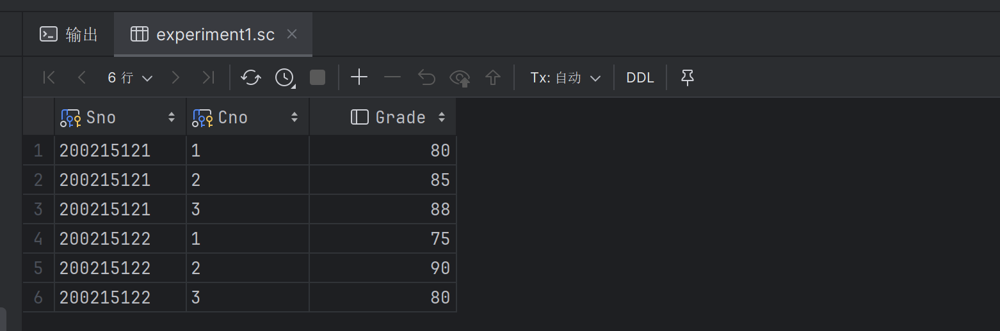 输出 experiment1.sc
6 行 Tx: 自动 DDL
Sno Cno Grade
1 200215121 1 80
2 200215121 2 85
3 200215121 3 88
4 200215122 1 75
5 200215122 2 90
6 200215122 3 80